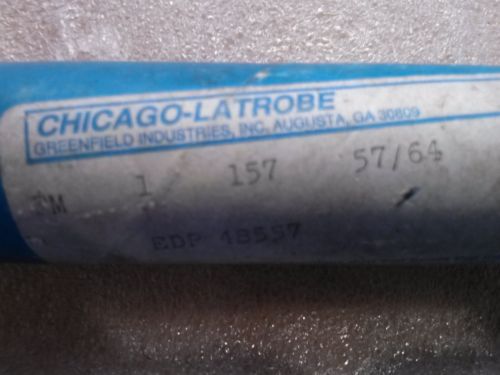 CHICAGO-LATROBE
GREENFIELD INDUSTRIES, INC. AUGUSTA, GA 30809
1 157 57/64
EDP 48557